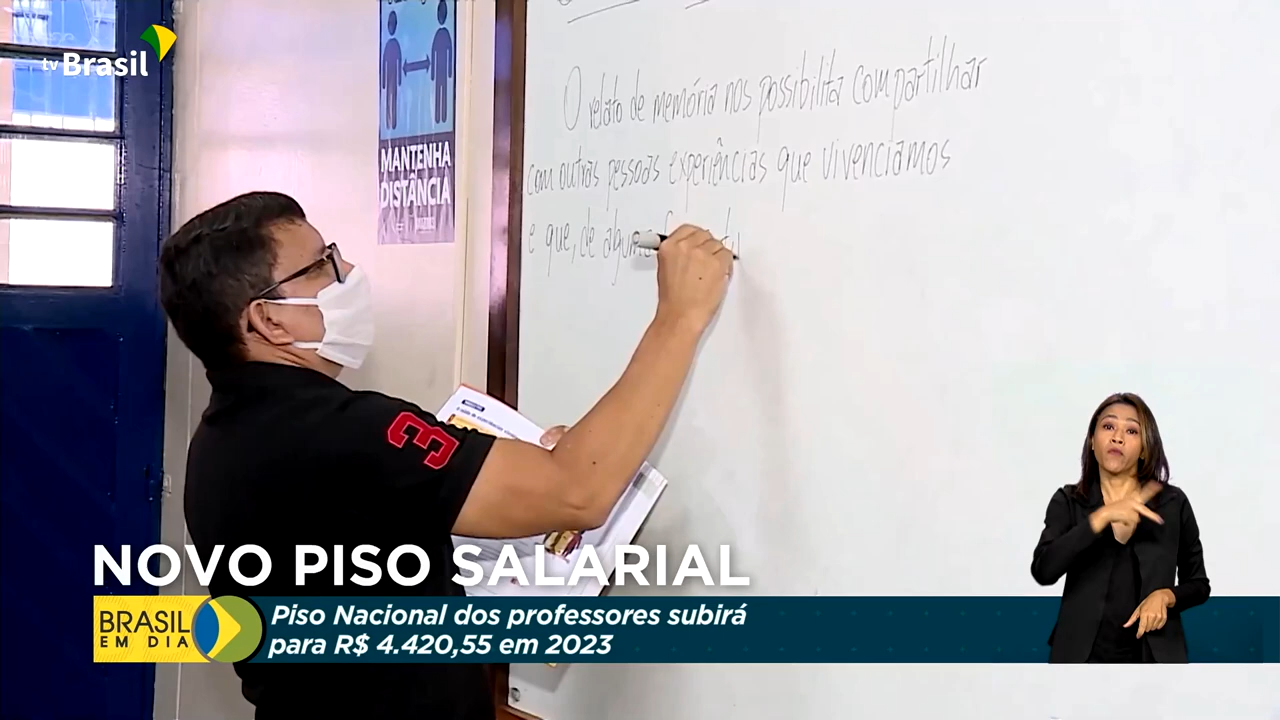 tv Brasil
MANTENHA
DISTÂNCIA
O relato de memória nos possibilita compartilhar
com outras pessoas experiências que vivenciamos
e que, de alguma
3
NOVO PISO SALARIAL
BRASIL
EM DIA
Piso Nacional dos professores subirá
para R$ 4.420,55 em 2023